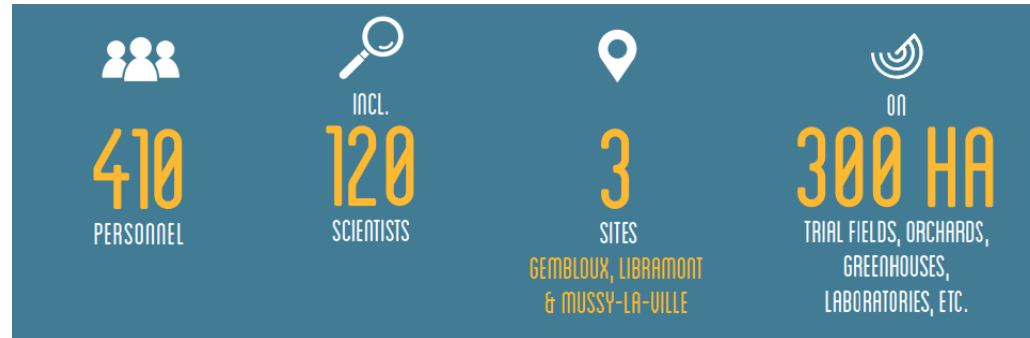 410
PERSONNEL
INCL.
120
SCIENTISTS
3
SITES
GEMBLOUX, LIBRAMONT
& MUSSY-LA-VILLE
ON
300 HA
TRIAL FIELDS, ORCHARDS,
GREENHOUSES,
LABORATORIES, ETC.